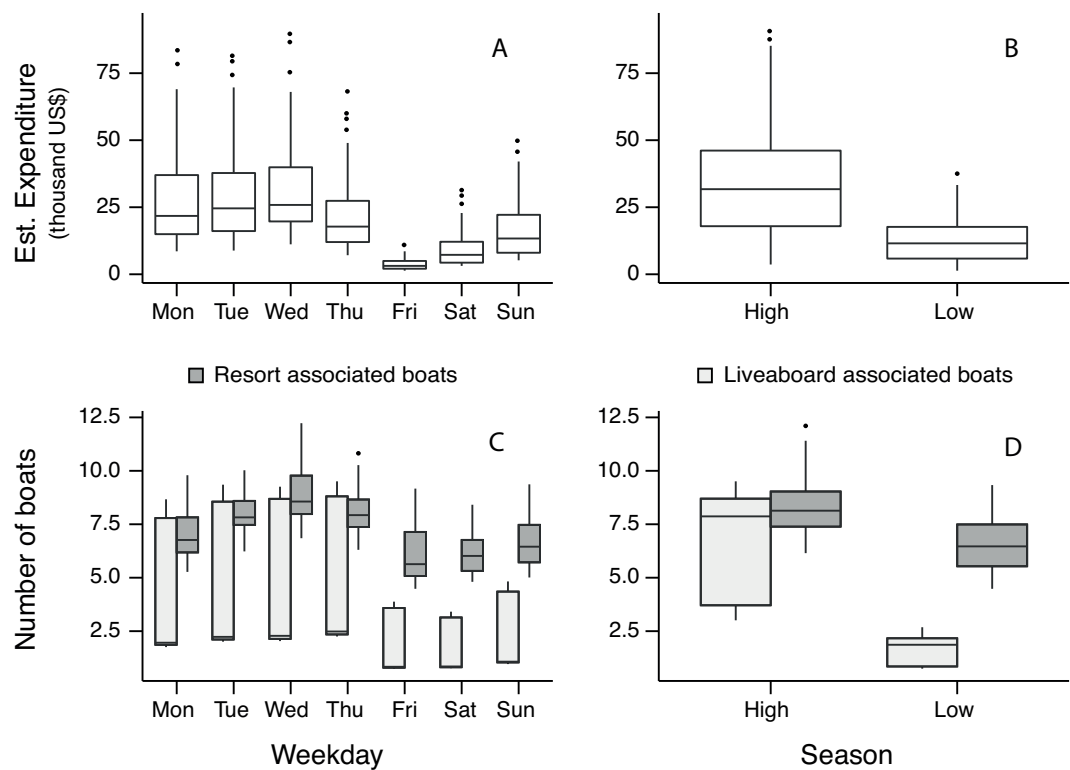 Est. Expenditure
(thousand US$)
A
75
50
25
0
Mon Tue Wed Thu Fri Sat Sun
B
75
50
25
0
High Low
Resort associated boats
Liveaboard associated boats
Number of boats
C
12.5
10.0
7.5
5.0
2.5
Mon Tue Wed Thu Fri Sat Sun
Weekday
D
12.5
10.0
7.5
5.0
2.5
High Low
Season